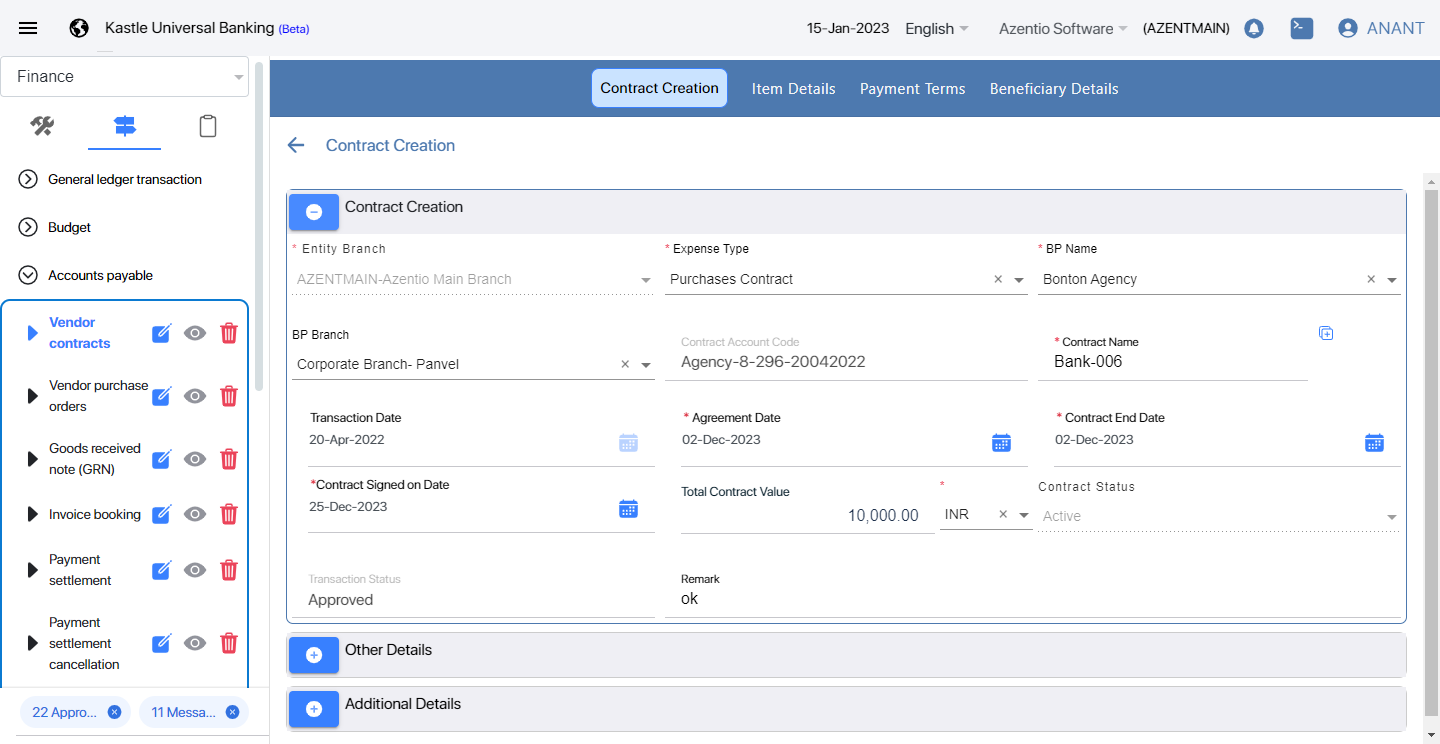 Kastle Universal Banking (Beta)
15-Jan-2023
English
Azentio Software
(AZENTMAIN)
ANANT
Finance
General ledger transaction
Budget
Accounts payable
Vendor
contracts
Vendor purchase
orders
Goods received
note (GRN)
Invoice booking
Payment
settlement
Payment
settlement
cancellation
22 Appro...
11 Messa...
Contract Creation
Item Details
Payment Terms
Beneficiary Details
Contract Creation
Contract Creation
* Entity Branch
AZENTMAIN-Azentio Main Branch
* Expense Type
Purchases Contract
* BP Name
Bonton Agency
BP Branch
Corporate Branch- Panvel
Contract Account Code
Agency-8-296-20042022
* Contract Name
Bank-006
Transaction Date
20-Apr-2022
* Agreement Date
02-Dec-2023
* Contract End Date
02-Dec-2023
*Contract Signed on Date
25-Dec-2023
Total Contract Value
10,000.00
*
INR
Contract Status
Active
Transaction Status
Approved
Remark
ok
Other Details
Additional Details